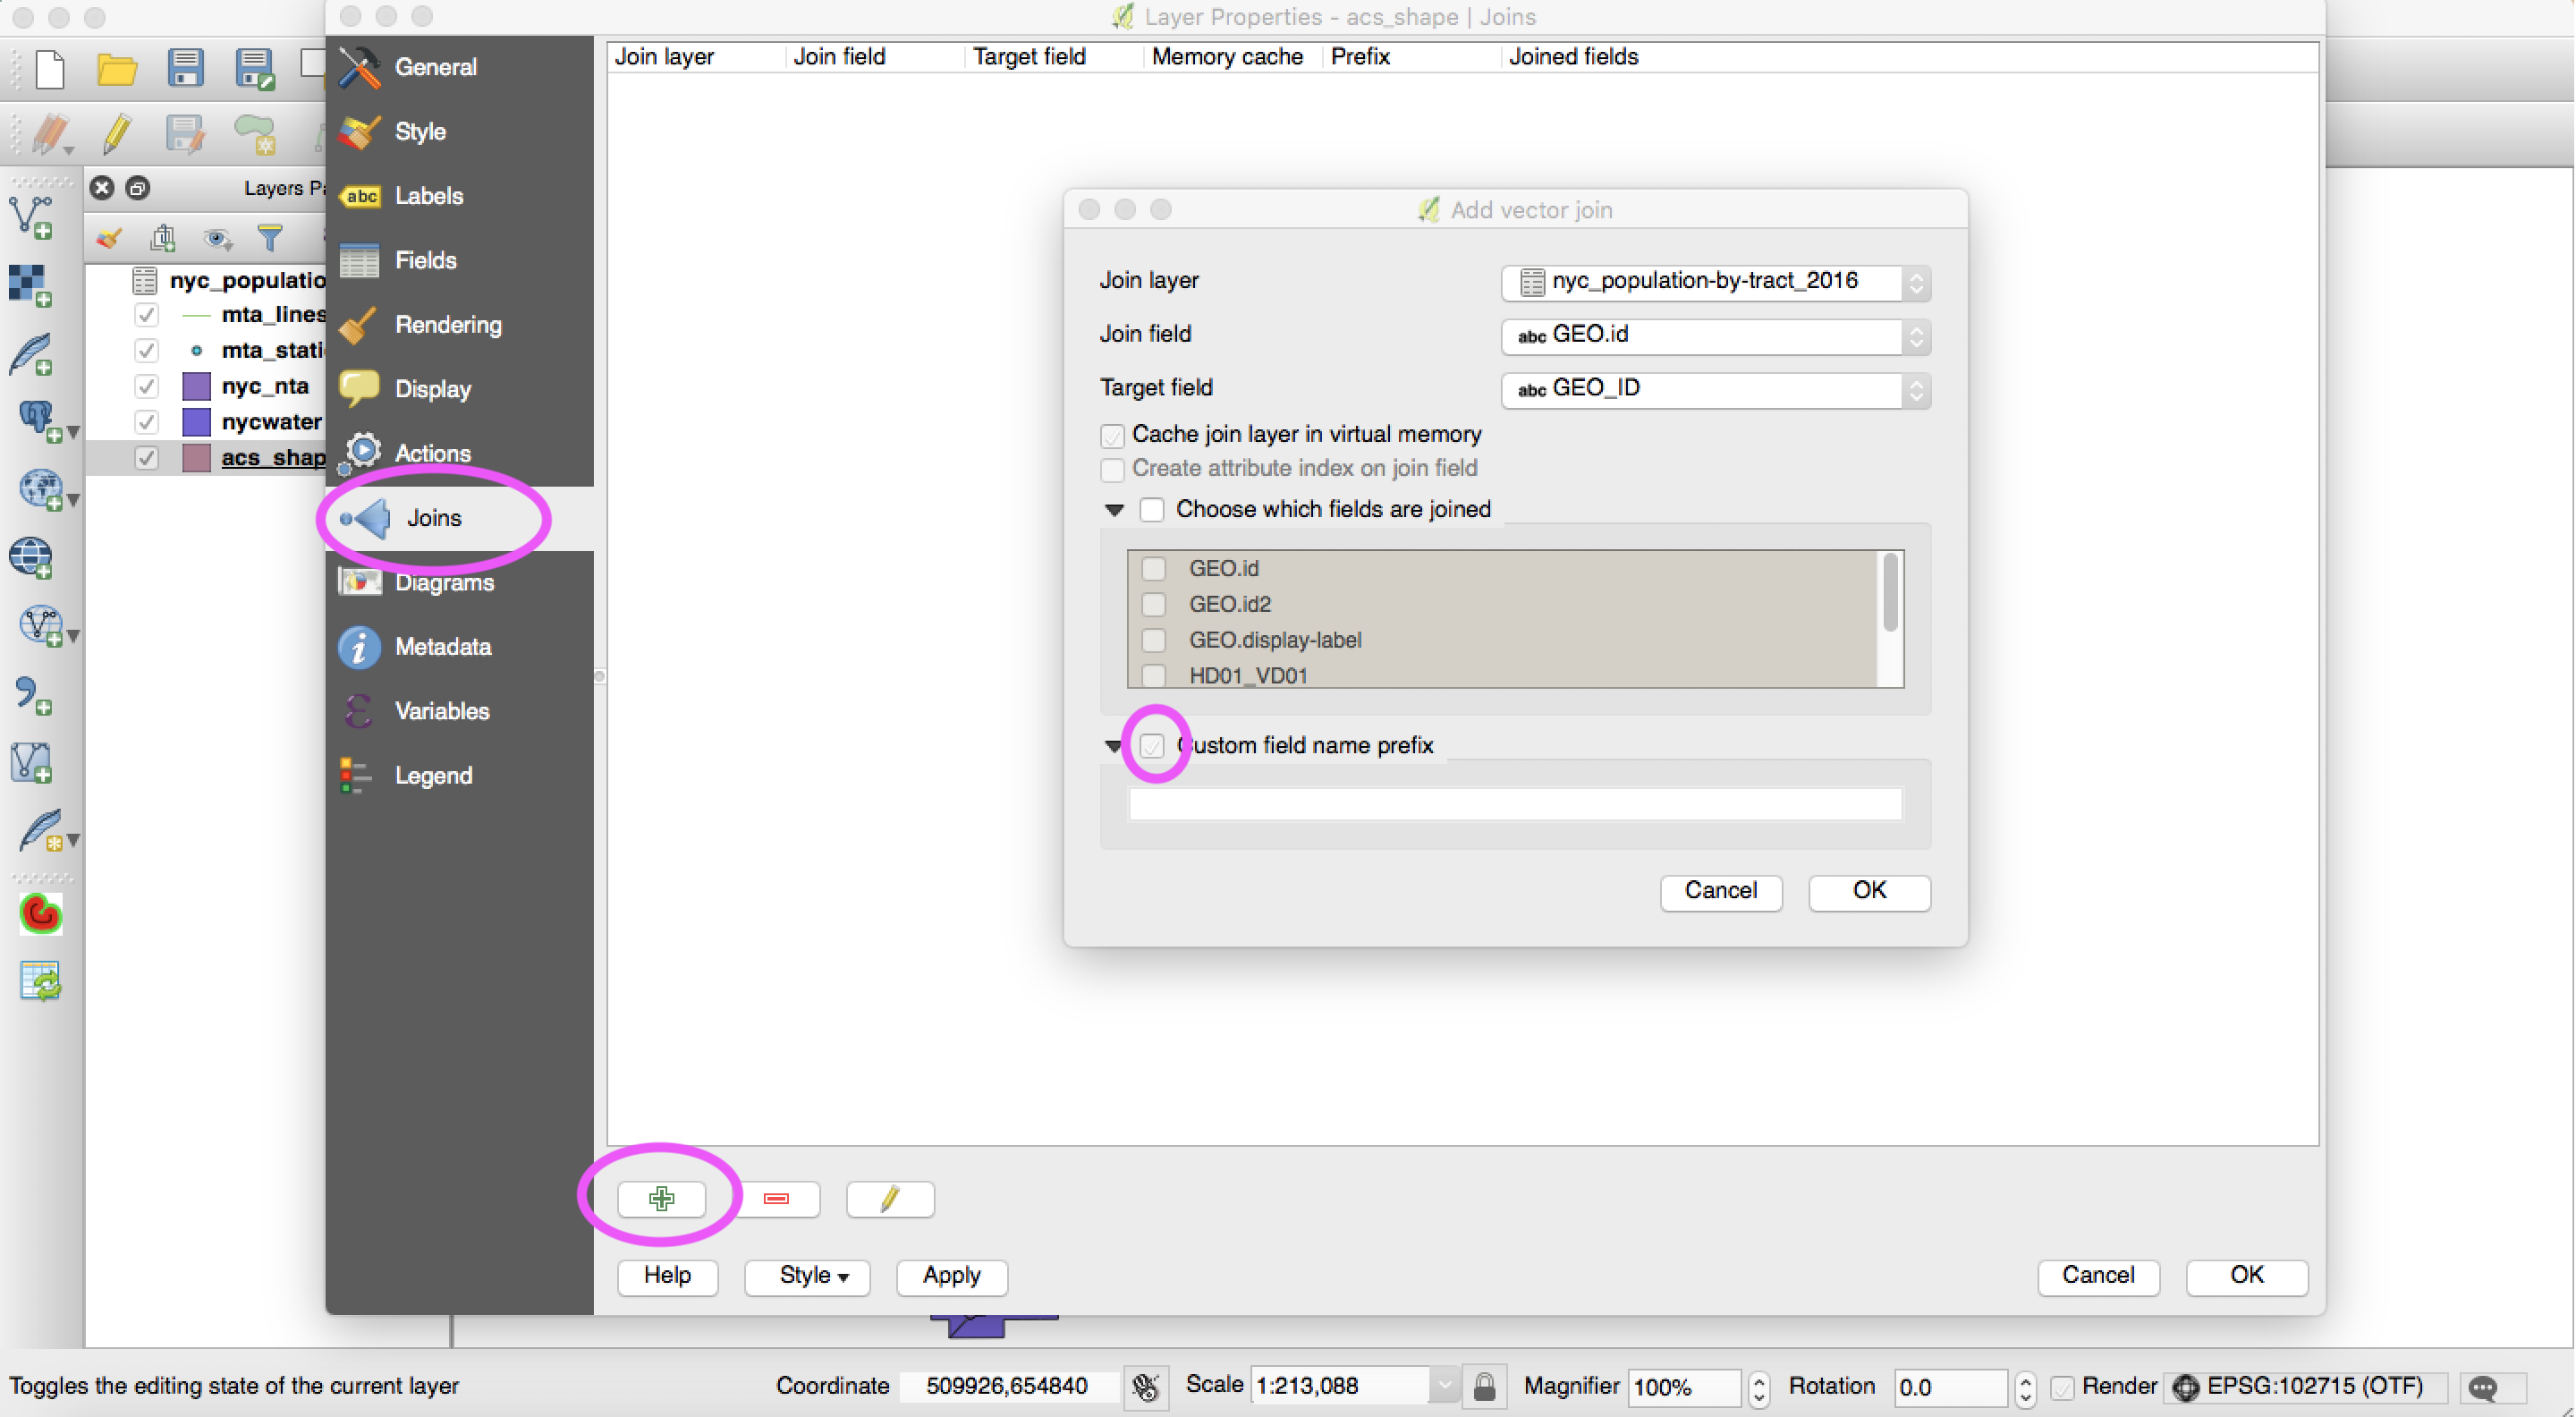 Layer Properties - acs_shape | Joins
General
Style
Labels
Fields
Rendering
Display
Actions
Joins
Diagrams
Metadata
Variables
Legend
abc
Layers Pa
nyc_populatio
mta_lines
mta_stati
nyc_nta
nycwater
acs_shap
Join layer Join field Target field Memory cache Prefix Joined fields
Add vector join
Join layer nyc_population-by-tract_2016
Join field abc GEO.id
Target field abc GEO_ID
Cache join layer in virtual memory
Create attribute index on join field
Choose which fields are joined
GEO.id
GEO.id2
GEO.display-label
HD01_VD01
Custom field name prefix
Cancel OK
Help Style Apply Cancel OK
Toggles the editing state of the current layer Coordinate 509926,654840 Scale 1:213,088 Magnifier 100% Rotation 0.0 Render EPSG:102715 (OTF)